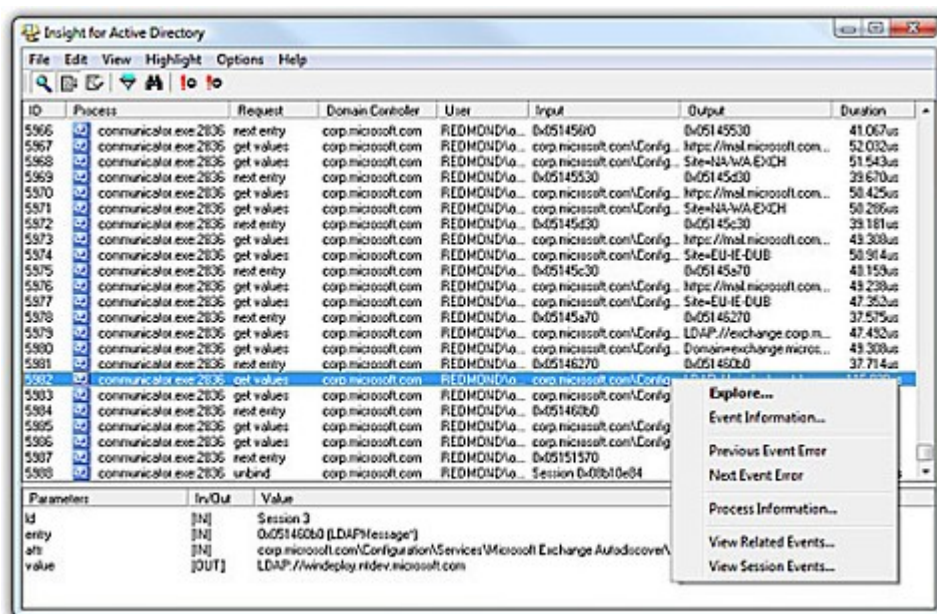 Insight for Active Directory
File Edit View Highlight Options Help
ID Process Request Domain Controller User Input Output Duration
5966 communicator.exe:2836 next entry corp.microsoft.com REDMOND\a... 0x051456f0 0x05145530 41.067us
5967 communicator.exe:2836 get values corp.microsoft.com REDMOND\a... corp.microsoft.com\Config... https://mail.microsoft.com... 52.032us
5968 communicator.exe:2836 get values corp.microsoft.com REDMOND\a... corp.microsoft.com\Config... Site=NA-WA-EXCH 51.543us
5969 communicator.exe:2836 next entry corp.microsoft.com REDMOND\a... 0x05145530 0x05145d30 39.670us
5970 communicator.exe:2836 get values corp.microsoft.com REDMOND\a... corp.microsoft.com\Config... https://mail.microsoft.com... 50.425us
5971 communicator.exe:2836 get values corp.microsoft.com REDMOND\a... corp.microsoft.com\Config... Site=NA-WA-EXCH 50.286us
5972 communicator.exe:2836 next entry corp.microsoft.com REDMOND\a... 0x05145d30 0x05145c30 39.181us
5973 communicator.exe:2836 get values corp.microsoft.com REDMOND\a... corp.microsoft.com\Config... https://mail.microsoft.com... 49.308us
5974 communicator.exe:2836 get values corp.microsoft.com REDMOND\a... corp.microsoft.com\Config... Site=EU-IE-DUB 50.914us
5975 communicator.exe:2836 next entry corp.microsoft.com REDMOND\a... 0x05145c30 0x05145a70 40.159us
5976 communicator.exe:2836 get values corp.microsoft.com REDMOND\a... corp.microsoft.com\Config... https://mail.microsoft.com... 49.238us
5977 communicator.exe:2836 get values corp.microsoft.com REDMOND\a... corp.microsoft.com\Config... Site=EU-IE-DUB 47.352us
5978 communicator.exe:2836 next entry corp.microsoft.com REDMOND\a... 0x05145a70 0x05146270 37.575us
5979 communicator.exe:2836 get values corp.microsoft.com REDMOND\a... corp.microsoft.com\Config... LDAP://exchange.corp.m... 47.492us
5980 communicator.exe:2836 get values corp.microsoft.com REDMOND\a... corp.microsoft.com\Config... Domain=exchange.micros... 49.308us
5981 communicator.exe:2836 next entry corp.microsoft.com REDMOND\a... 0x05146270 0x051460b0 37.714us
5982 communicator.exe:2836 get values corp.microsoft.com REDMOND\a... corp.microsoft.com\Config...
5983 communicator.exe:2836 get values corp.microsoft.com REDMOND\a... corp.microsoft.com\Config
5984 communicator.exe:2836 next entry corp.microsoft.com REDMOND\a... 0x051460b0
5985 communicator.exe:2836 get values corp.microsoft.com REDMOND\a... corp.microsoft.com\Config
5986 communicator.exe:2836 get values corp.microsoft.com REDMOND\a... corp.microsoft.com\Config
5987 communicator.exe:2836 next entry corp.microsoft.com REDMOND\a... 0x05151570
5988 communicator.exe:2836 unbind corp.microsoft.com REDMOND\a... Session 0x08b10e84
Explore...
Event Information...
Previous Event Error
Next Event Error
Process Information...
View Related Events...
View Session Events...
Parameters In/Out Value
Id [IN] Session 3
entry [IN] 0x051460b0 (LDAPMessage*)
attr [IN] corp.microsoft.com\Configuration\Services\Microsoft Exchange Autodiscover\
value [OUT] LDAP://windeploy.ntdev.microsoft.com